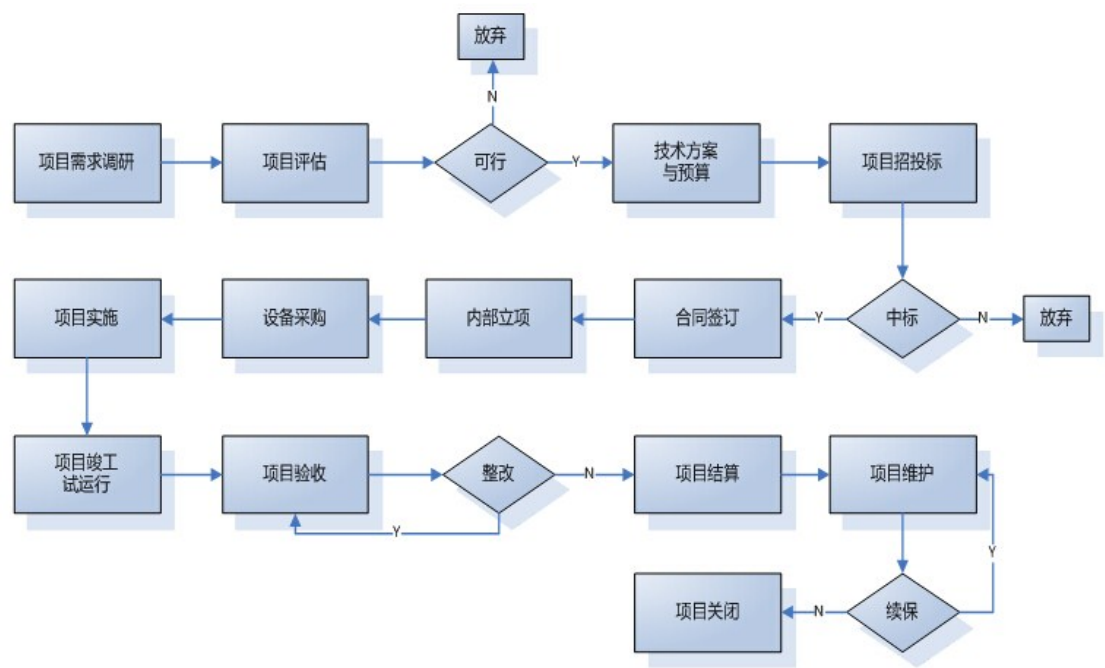 放弃
N
项目需求调研
项目评估
可行
Y
技术方案
与预算
项目招投标
项目实施
设备采购
内部立项
合同签订
Y
中标
N
放弃
项目竣工
试运行
项目验收
整改
N
项目结算
项目维护
Y
Y
项目关闭
N
续保